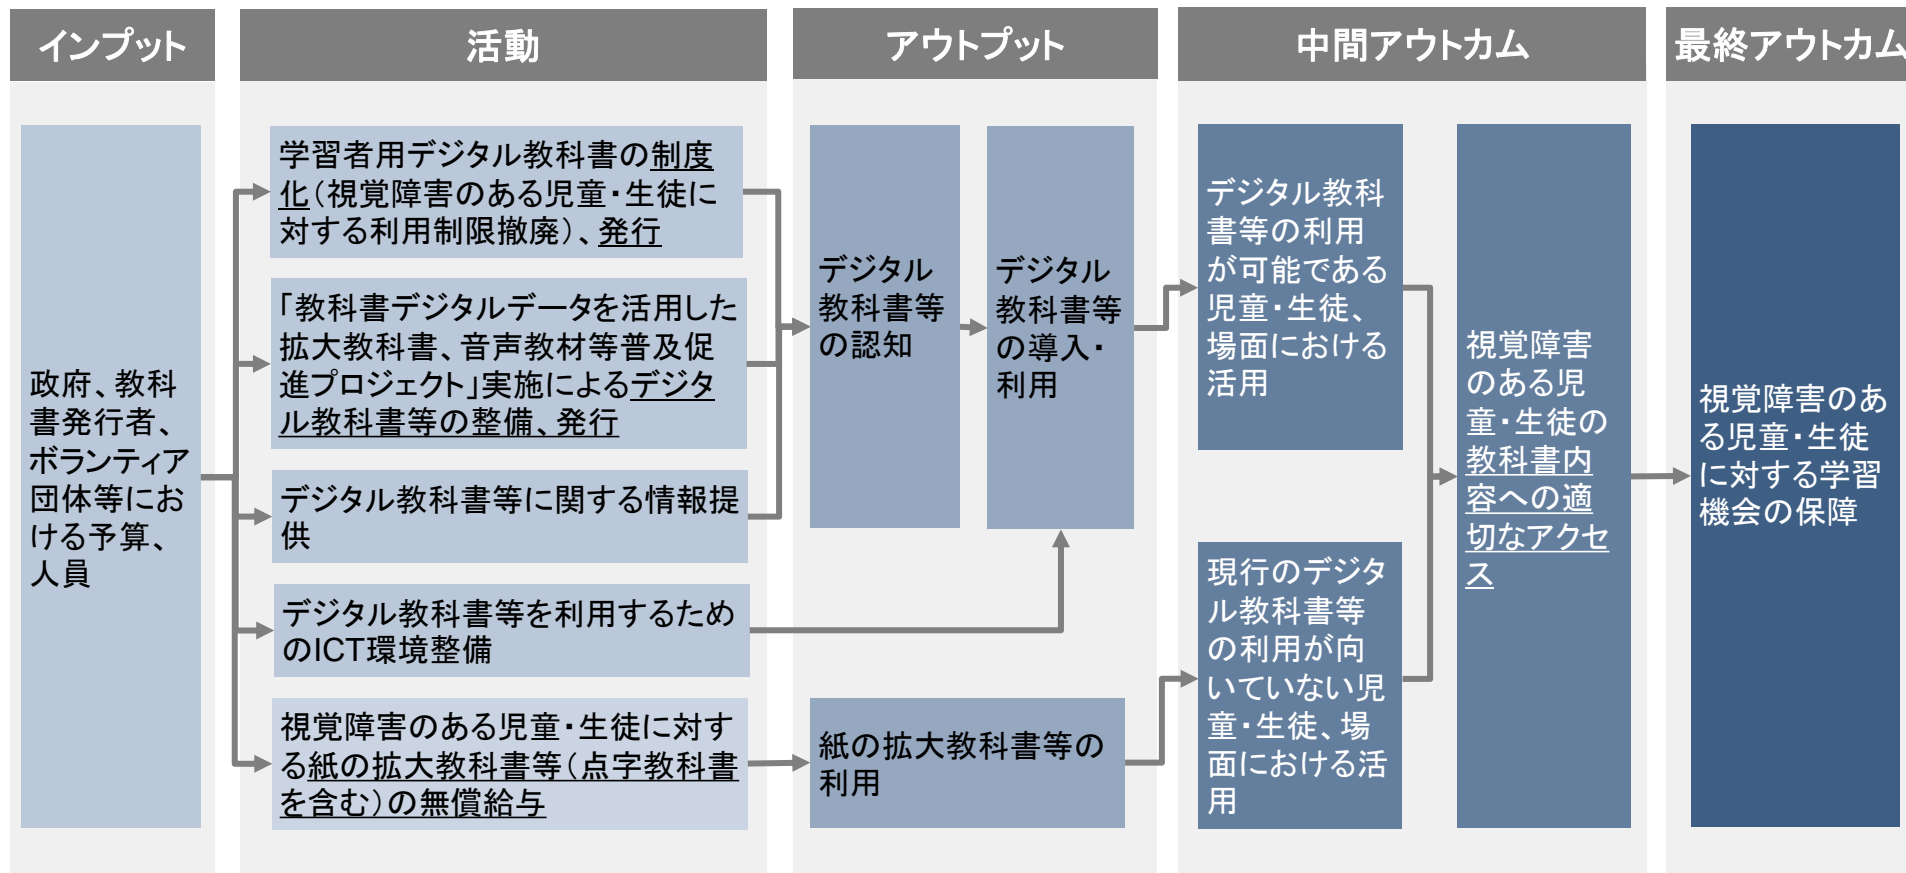 インプット
活動
アウトプット
中間アウトカム
最終アウトカム
政府、教科
書発行者、
ボランティア
団体等にお
ける予算、
人員
学習者用デジタル教科書の制度
化(視覚障害のある児童・生徒に
対する利用制限撤廃)、発行
「教科書デジタルデータを活用した
拡大教科書、音声教材等普及促
進プロジェクト」実施によるデジタ
ル教科書等の整備、発行
デジタル教科書等に関する情報提
供
デジタル教科書等を利用するため
のICT環境整備
視覚障害のある児童・生徒に対す
る紙の拡大教科書等(点字教科書
を含む)の無償給与
デジタル
教科書等
の認知
デジタル
教科書等
の導入・
利用
紙の拡大教科書等の
利用
デジタル教科
書等の利用
が可能である
児童・生徒、
場面における
活用
現行のデジタ
ル教科書等
の利用が向
いていない児
童・生徒、場
面における活
用
視覚障害
のある児
童・生徒の
教科書内
容への適
切なアクセ
ス
視覚障害のあ
る児童・生徒
に対する学習
機会の保障